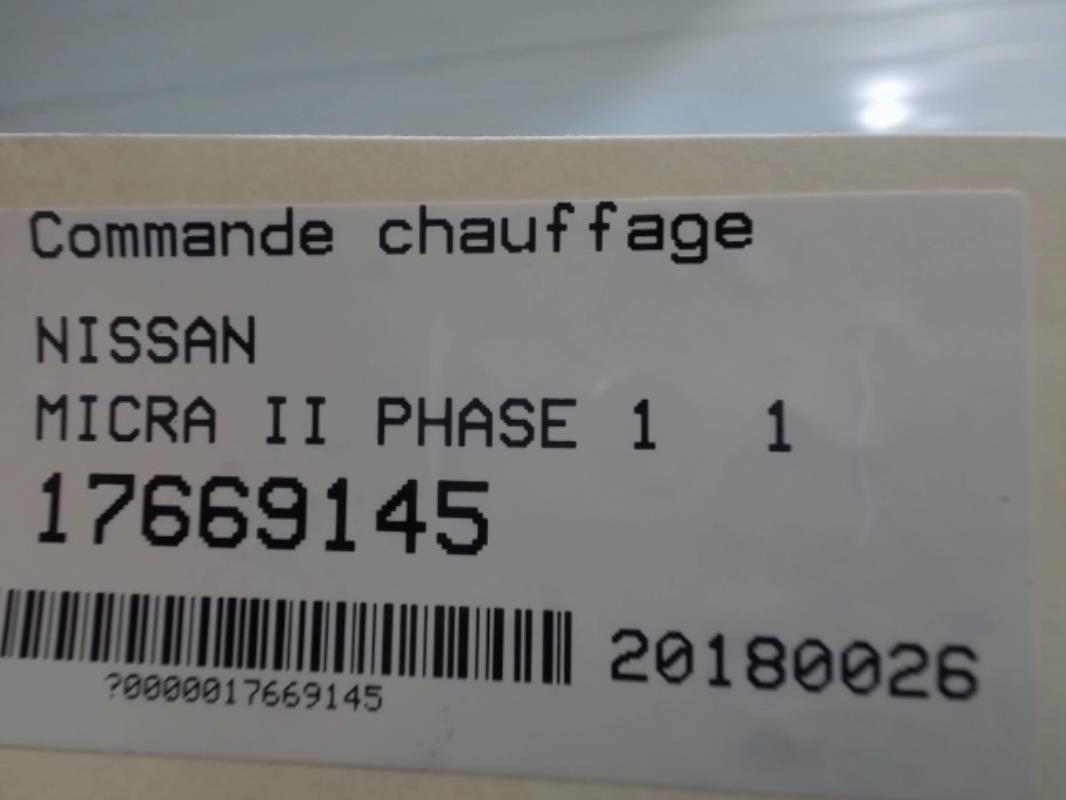 Commande chauffage
NISSAN
MICRA II PHASE 1 1
17669145
?0000017669145
20180026